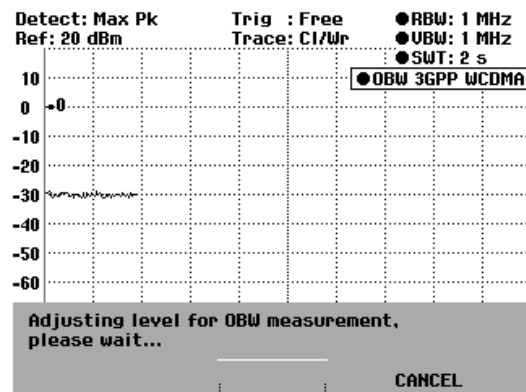 Detect: Max Pk Trig : Free ●RBW: 1 MHz
Ref: 20 dBm Trace: Cl/Wr ●VBW: 1 MHz
●SWT: 2 s
●OBW 3GPP WCDMA
10
0 0
-10
-20
-30
-40
-50
-60
Adjusting level for OBW measurement,
please wait...
CANCEL